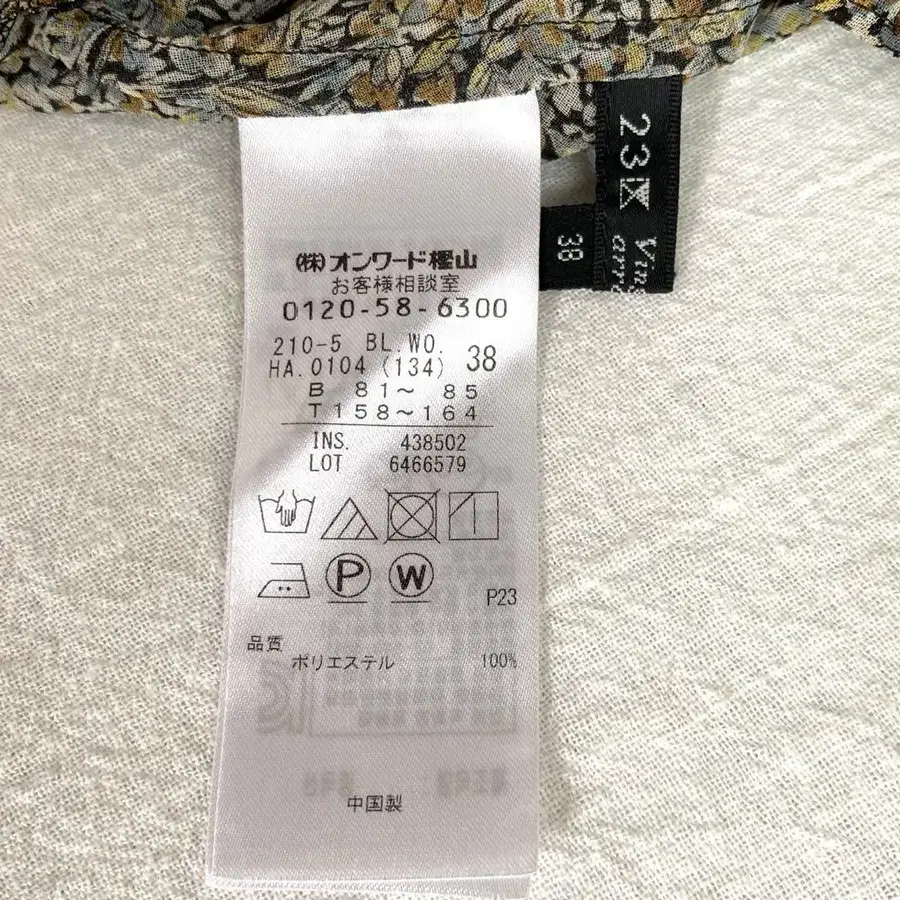 (株)オンワード樫山
お客様相談室
0120-58-6300
210-5 BL.WO.
HA.0104 (134) 38
B 81～ 85
T158～164
INS. 438502
LOT 6466579
P
W
P23
品質
ポリエステル 100%
中国製
23区
38